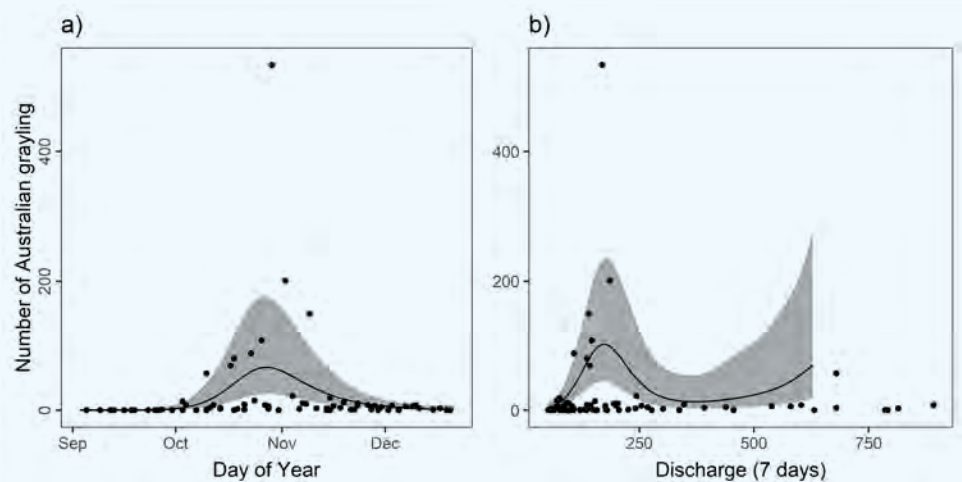 a)
b)
Number of Australian grayling
400
200
0
Sep
Oct
Nov
Dec
Day of Year
400
200
0
250
500
750
Discharge (7 days)